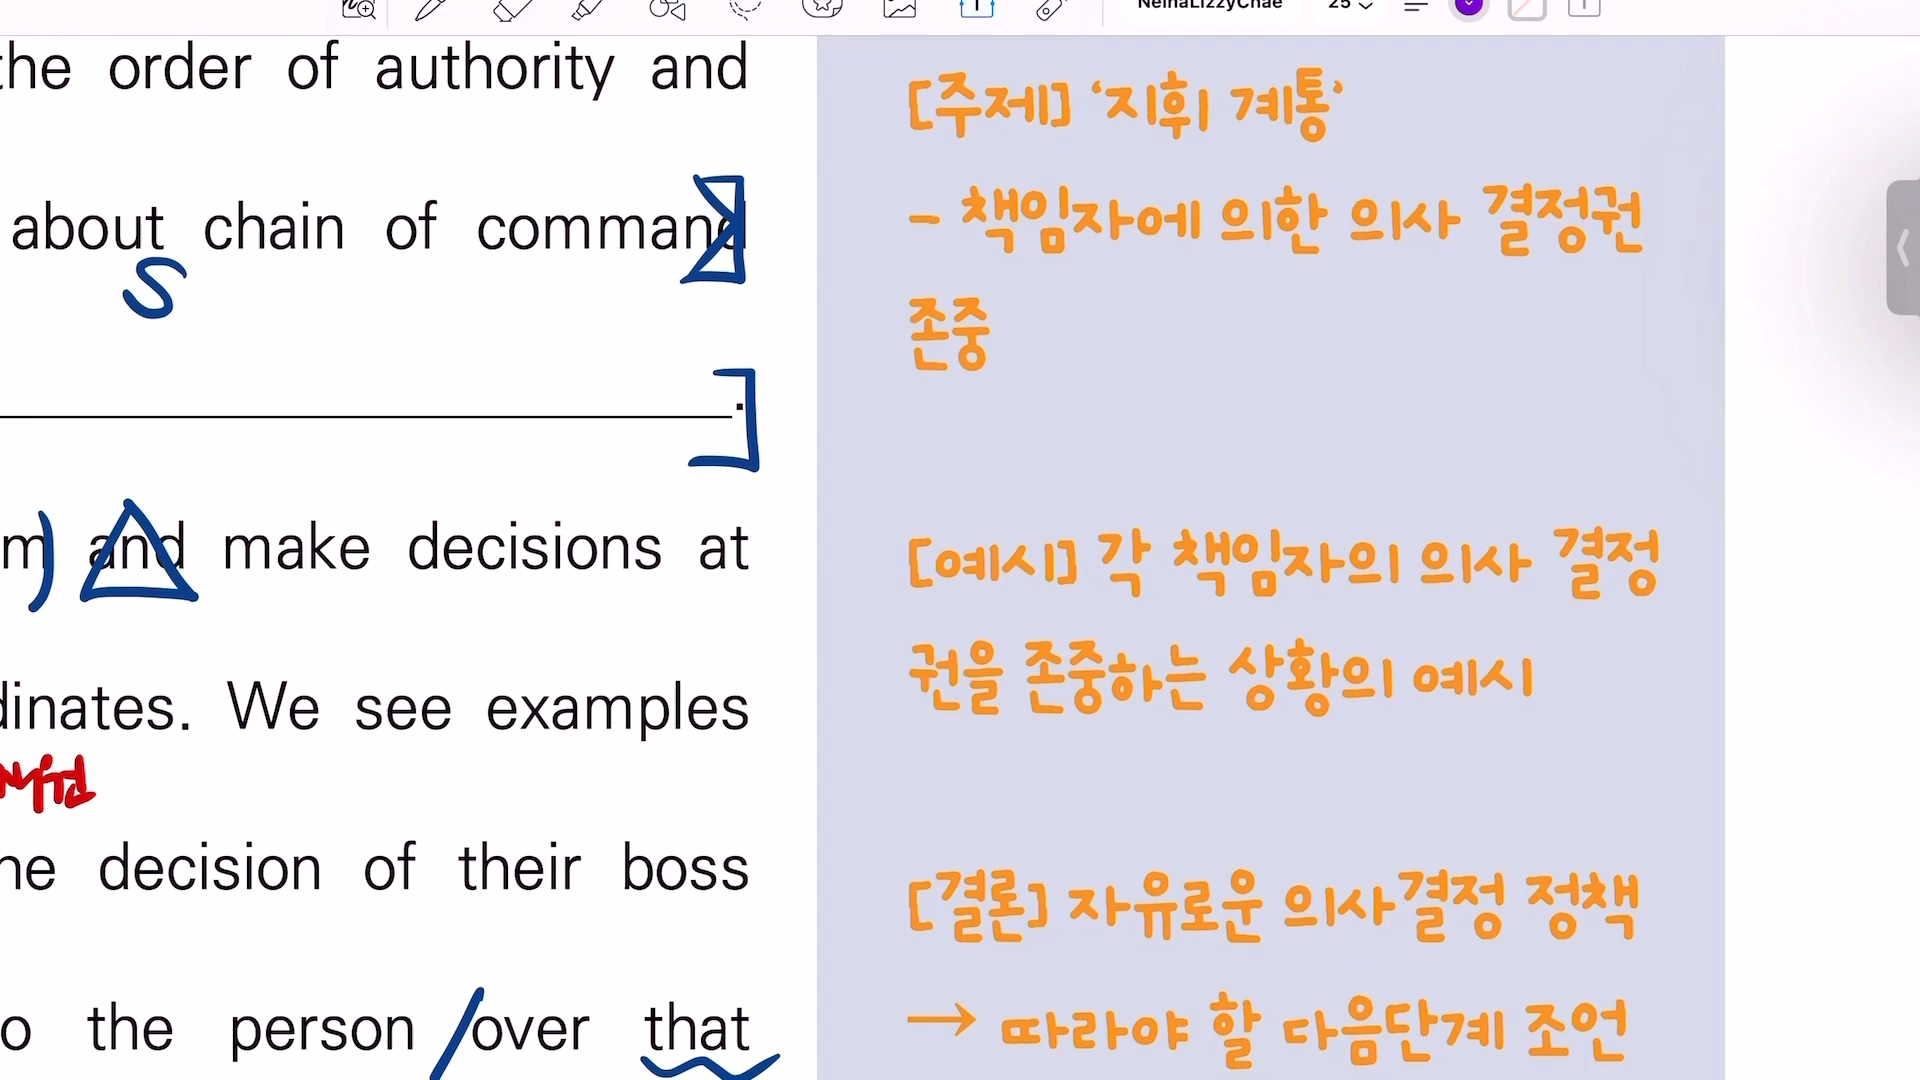 NeinaLizzyChae 25
the order of authority and
about chain of command
S
.
and make decisions at
We see examples
decision of their boss
the person over that
[주제] ‘지휘 계통’
- 책임자에 의한 의사 결정권
존중
[예시] 각 책임자의 의사 결정
권을 존중하는 상황의 예시
[결론] 자유로운 의사결정 정책
→ 따라야 할 다음단계 조언